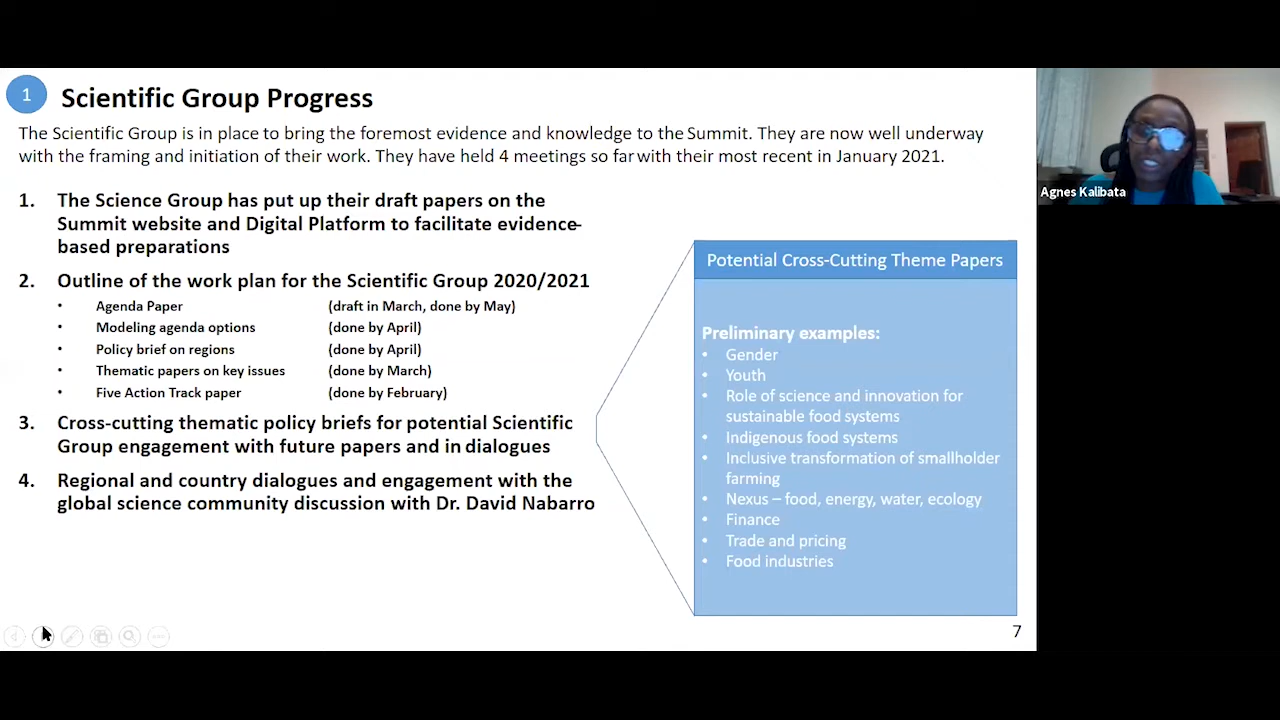 1
Scientific Group Progress
The Scientific Group is in place to bring the foremost evidence and knowledge to the Summit. They are now well underway
with the framing and initiation of their work. They have held 4 meetings so far with their most recent in January 2021.
1. The Science Group has put up their draft papers on the
Summit website and Digital Platform to facilitate evidence-
based preparations
2. Outline of the work plan for the Scientific Group 2020/2021
• Agenda Paper (draft in March, done by May)
• Modeling agenda options (done by April)
• Policy brief on regions (done by April)
• Thematic papers on key issues (done by March)
• Five Action Track paper (done by February)
3. Cross-cutting thematic policy briefs for potential Scientific
Group engagement with future papers and in dialogues
4. Regional and country dialogues and engagement with the
global science community discussion with Dr. David Nabarro
Potential Cross-Cutting Theme Papers
Preliminary examples:
• Gender
• Youth
• Role of science and innovation for
sustainable food systems
• Indigenous food systems
• Inclusive transformation of smallholder
farming
• Nexus – food, energy, water, ecology
• Finance
• Trade and pricing
• Food industries
7
Agnes Kalibata